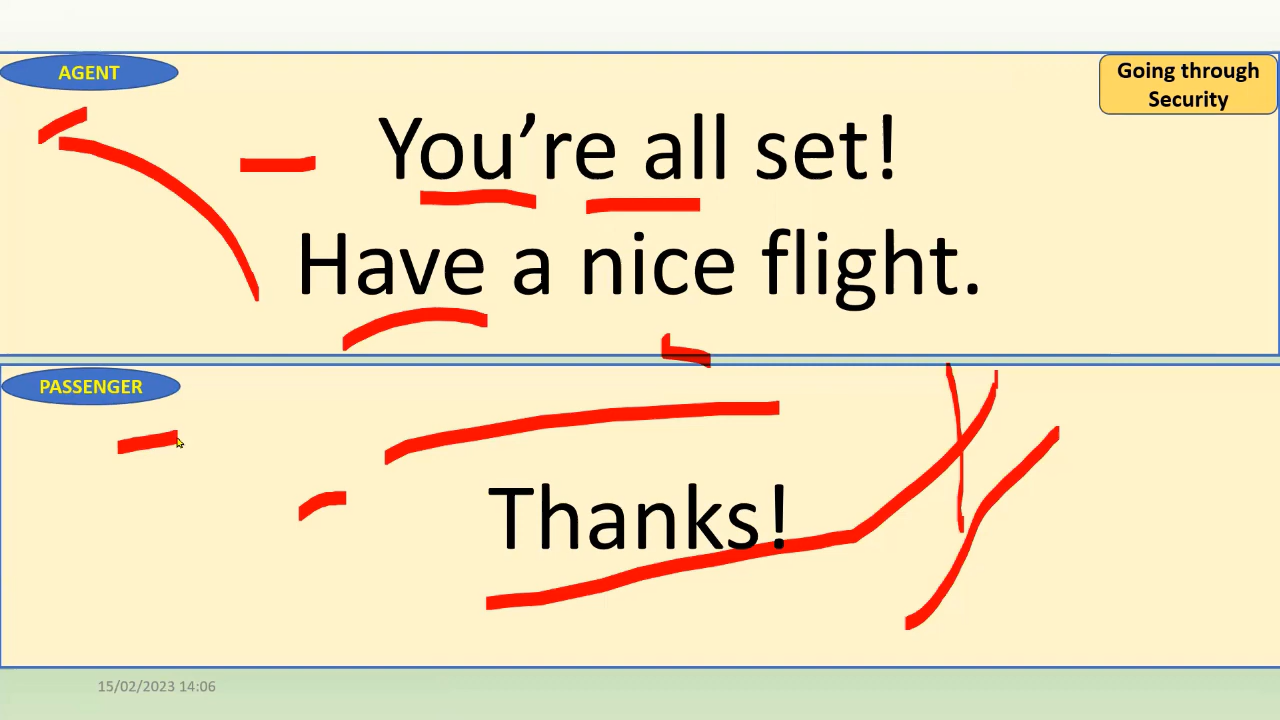 AGENT
Going through
Security
You’re all set!
Have a nice flight.
PASSENGER
Thanks!
15/02/2023 14:06